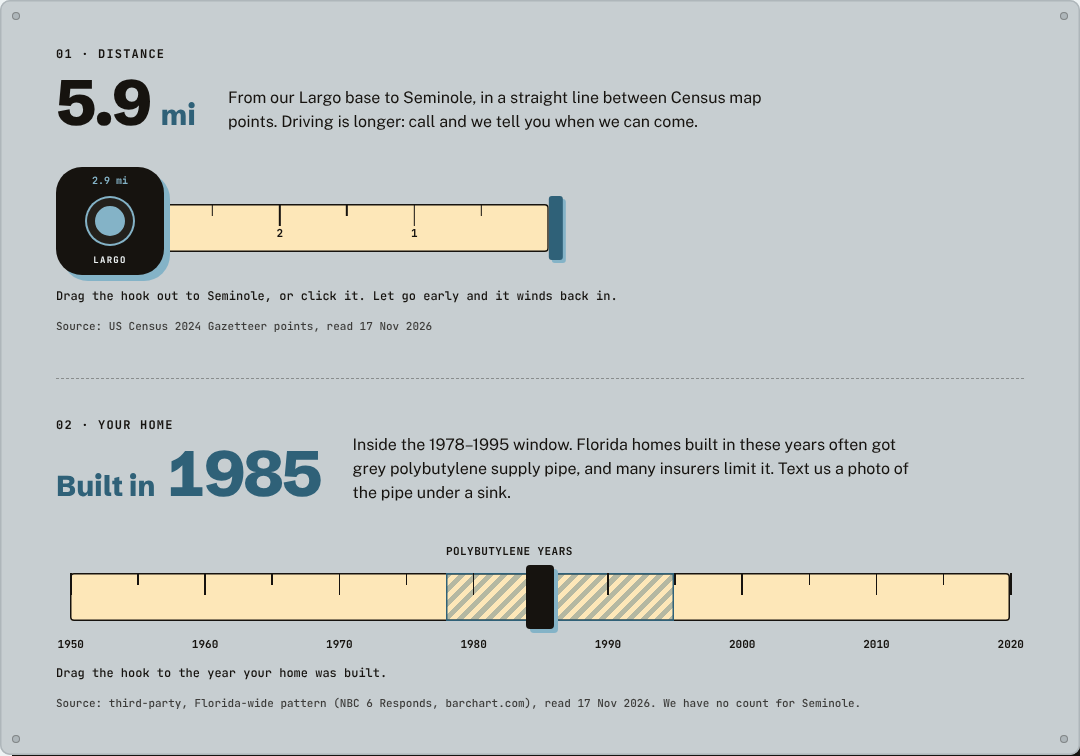 01 · DISTANCE
5.9 mi
From our Largo base to Seminole, in a straight line between Census map
points. Driving is longer: call and we tell you when we can come.
2.9 mi
LARGO
2 1
Drag the hook out to Seminole, or click it. Let go early and it winds back in.
Source: US Census 2024 Gazetteer points, read 17 Nov 2026
02 · YOUR HOME
Built in 1985
Inside the 1978–1995 window. Florida homes built in these years often got
grey polybutylene supply pipe, and many insurers limit it. Text us a photo of
the pipe under a sink.
POLYBUTYLENE YEARS
1950 1960 1970 1980 1990 2000 2010 2020
Drag the hook to the year your home was built.
Source: third-party, Florida-wide pattern (NBC 6 Responds, barchart.com), read 17 Nov 2026. We have no count for Seminole.